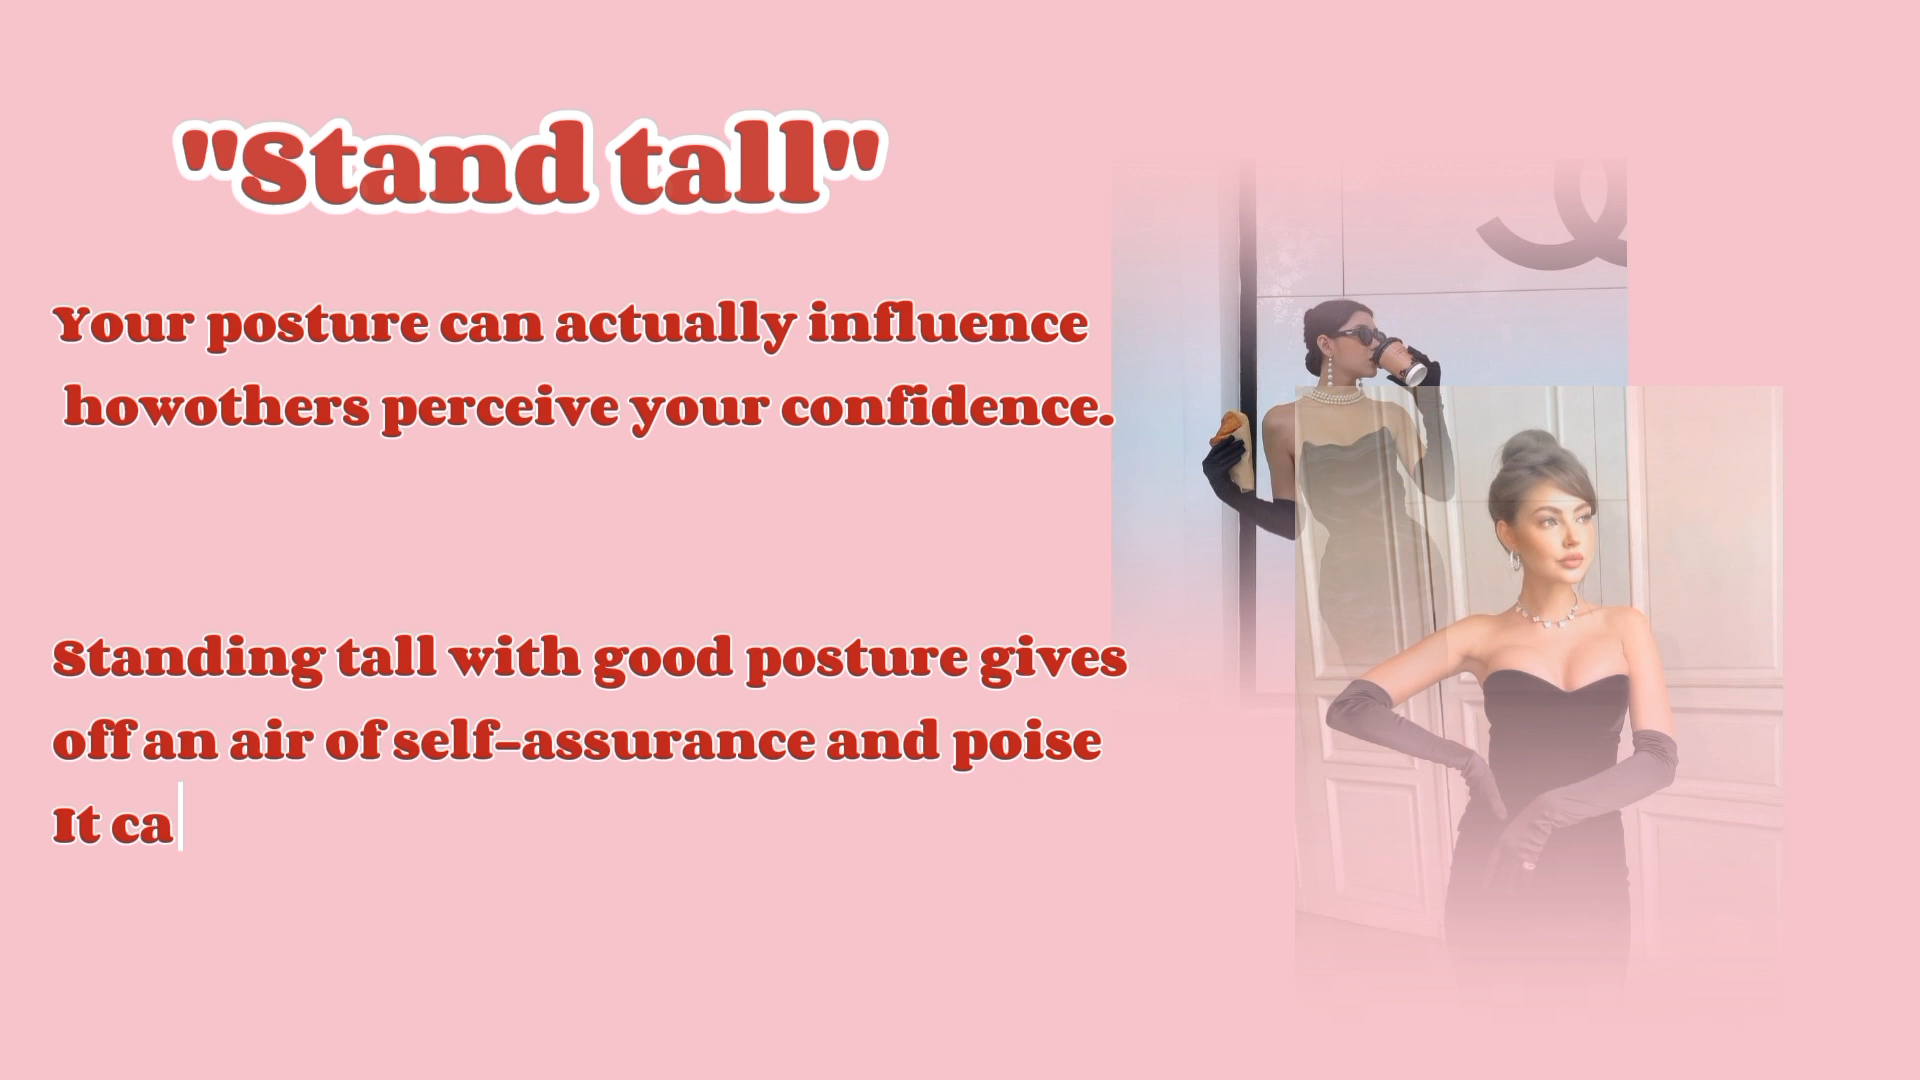 "Stand tall"
Your posture can actually influence
howothers perceive your confidence.
Standing tall with good posture gives
off an air of self-assurance and poise
It ca